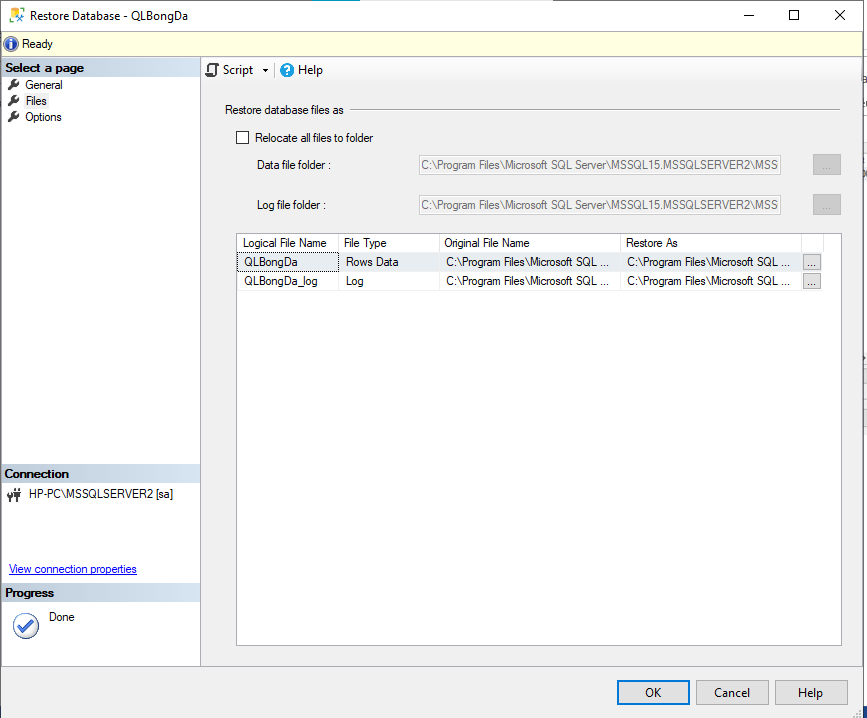 Restore Database - QLBongDa
Ready
Select a page
General
Files
Options
Script
Help
Restore database files as
Relocate all files to folder
Data file folder :
C:\Program Files\Microsoft SQL Server\MSSQL15.MSSQLSERVER2\MSS
...
Log file folder :
C:\Program Files\Microsoft SQL Server\MSSQL15.MSSQLSERVER2\MSS
...
Logical File Name File Type Original File Name Restore As
QLBongDa Rows Data C:\Program Files\Microsoft SQL ... C:\Program Files\Microsoft SQL ... ...
QLBongDa_log Log C:\Program Files\Microsoft SQL ... C:\Program Files\Microsoft SQL ... ...
Connection
HP-PC\MSSQLSERVER2 [sa]
View connection properties
Progress
Done
OK Cancel Help